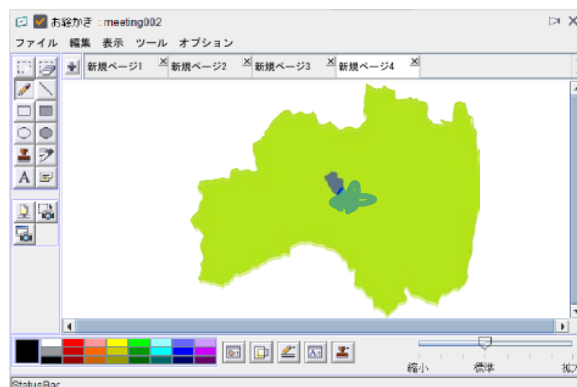 お絵かき : meeting002
ファイル 編集 表示 ツール オプション
新規ページ1 新規ページ2 新規ページ3 新規ページ4
A
縮小 標準 拡大
StatusBar